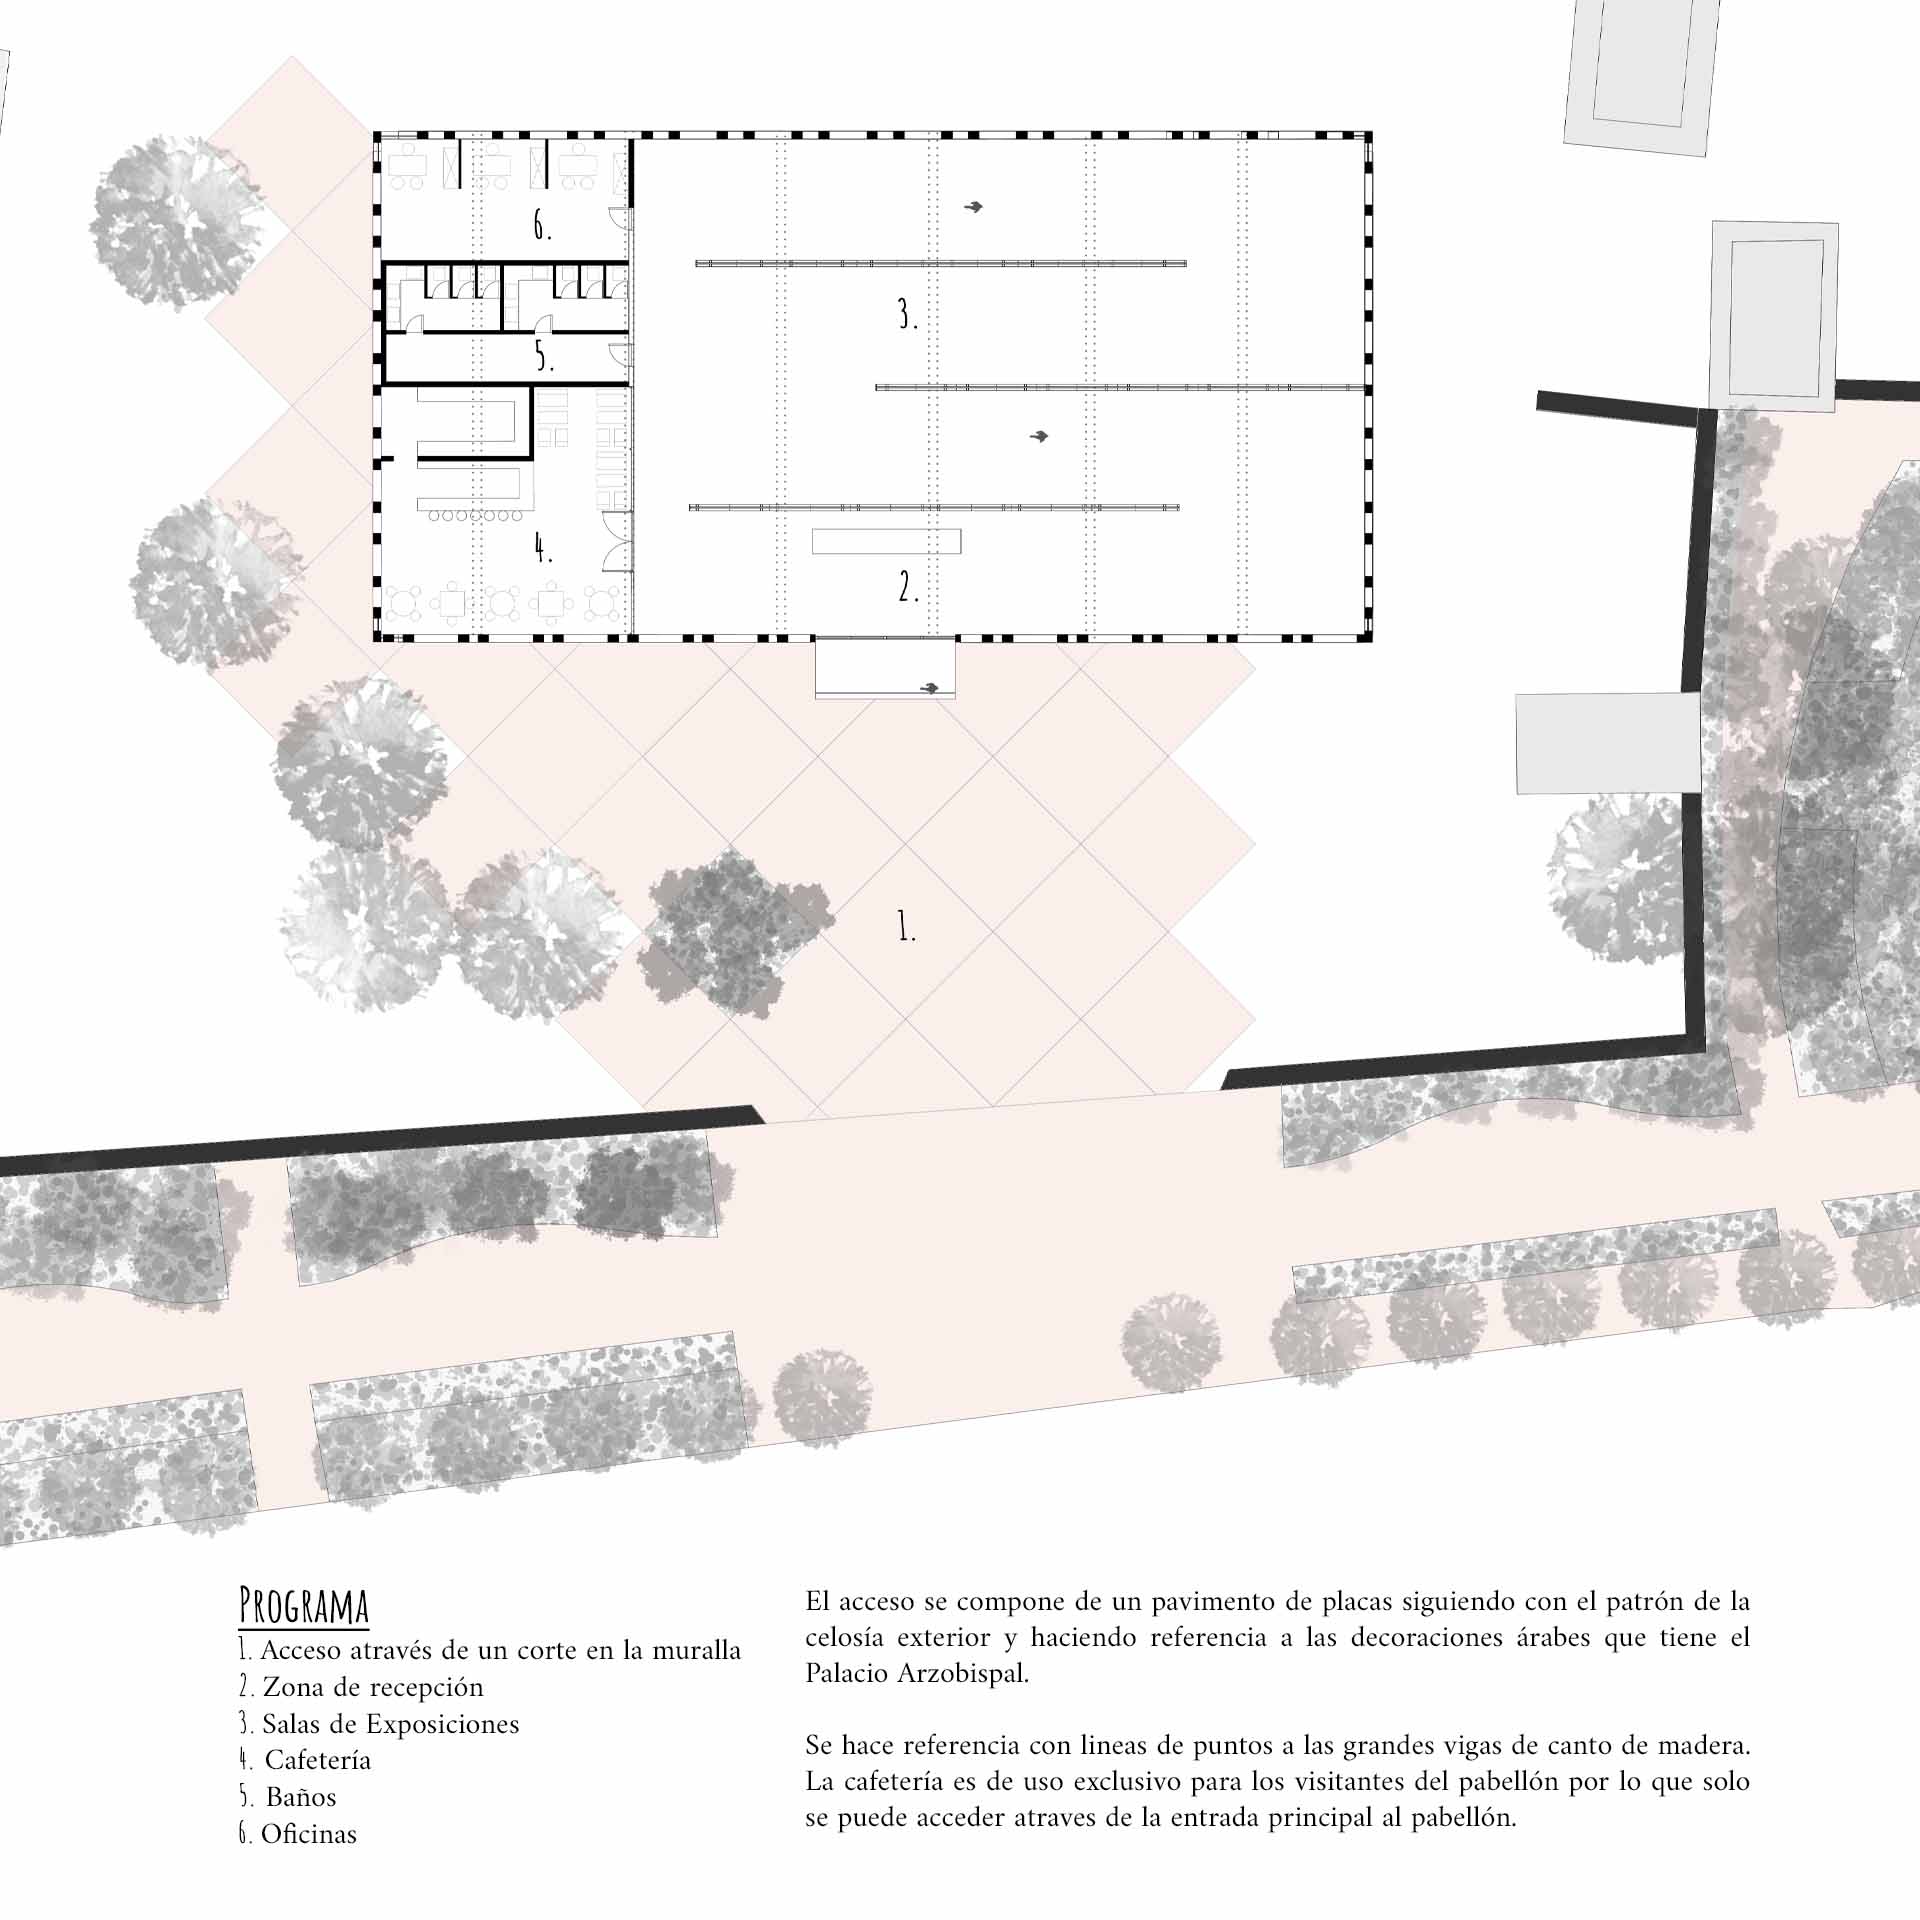 6.
3.
5.
4.
2.
1.
PROGRAMA
1. Acceso através de un corte en la muralla
2. Zona de recepción
3. Salas de Exposiciones
4. Cafetería
5. Baños
6. Oficinas
El acceso se compone de un pavimento de placas siguiendo con el patrón de la
celosía exterior y haciendo referencia a las decoraciones árabes que tiene el
Palacio Arzobispal.
Se hace referencia con lineas de puntos a las grandes vigas de canto de madera.
La cafetería es de uso exclusivo para los visitantes del pabellón por lo que solo
se puede acceder atraves de la entrada principal al pabellón.